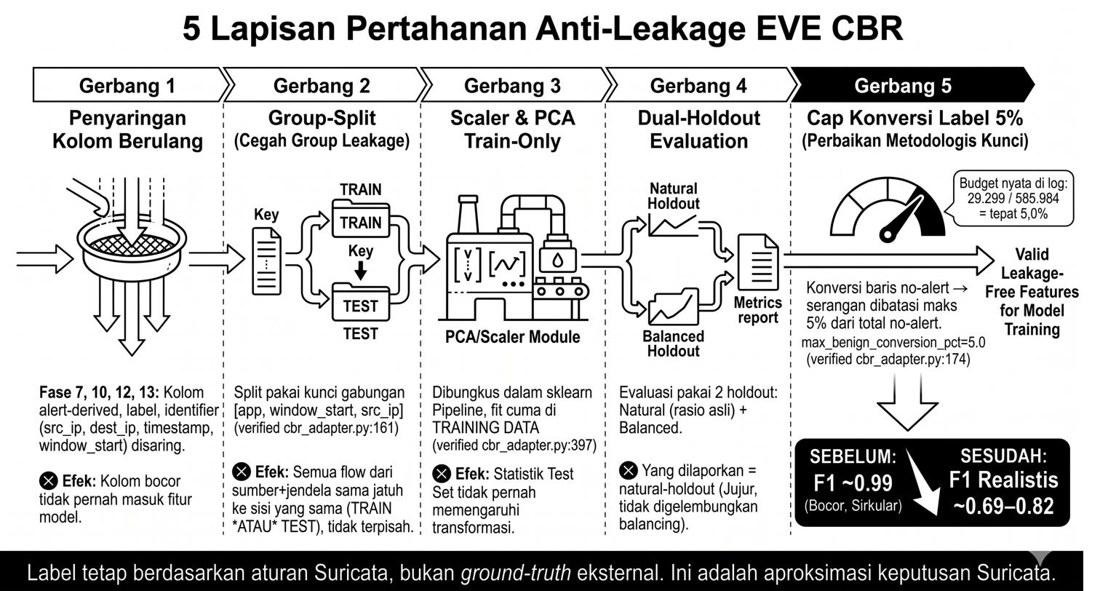 5 Lapisan Pertahanan Anti-Leakage EVE CBR
Gerbang 1
Penyaringan
Kolom Berulang
Fase 7, 10, 12, 13: Kolom
alert-derived, label, identifier
(src_ip, dest_ip, timestamp,
window_start) disaring.
Efek: Kolom bocor
tidak pernah masuk fitur
model.
Gerbang 2
Group-Split
(Cegah Group Leakage)
Key
TRAIN
TRAIN
Key
TEST
TEST
Split pakai kunci gabungan
[app, window_start, src_ip]
(verified cbr_adapter.py:161)
Efek: Semua flow dari
sumber+jendela sama jatuh
ke sisi yang sama (TRAIN
*ATAU* TEST), tidak terpisah.
Gerbang 3
Scaler & PCA
Train-Only
V
V
PCA/Scaler Module
Dibungkus dalam sklearn
Pipeline, fit cuma di
TRAINING DATA
(verified cbr_adapter.py:397)
Efek: Statistik Test
Set tidak pernah
memengaruhi
transformasi.
Gerbang 4
Dual-Holdout
Evaluation
Natural
Holdout
Balanced
Holdout
Metrics
report
Evaluasi pakai 2 holdout:
Natural (rasio asli) +
Balanced.
Yang dilaporkan =
natural-holdout (Jujur,
tidak digelembungkan
balancing).
Gerbang 5
Cap Konversi Label 5%
(Perbaikan Metodologis Kunci)
Budget nyata di log:
29.299 / 585.984
= tepat 5,0%
Konversi baris no-alert →
serangan dibatasi maks
5% dari total no-alert.
max_benign_conversion_pct=5.0
(verified cbr_adapter.py:174)
Valid
Leakage-
Free Features
for Model
Training
SEBELUM:
F1 ~0.99
(Bocor, Sirkular)
SESUDAH:
F1 Realistis
~0.69–0.82
Label tetap berdasarkan aturan Suricata, bukan ground-truth eksternal. Ini adalah aproksimasi keputusan Suricata.